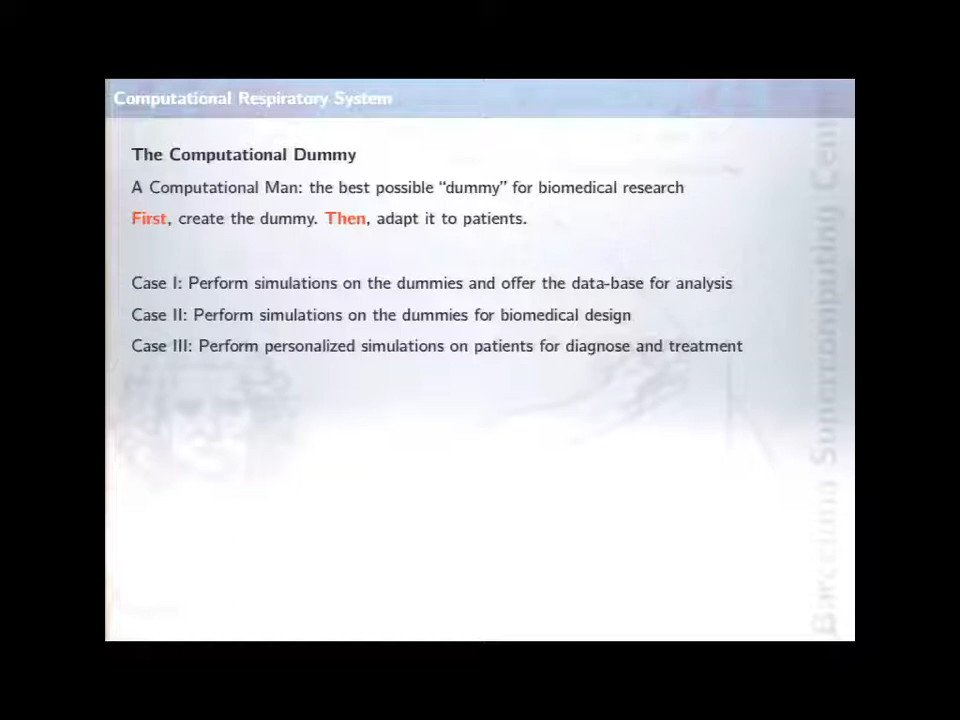 Computational Respiratory System
The Computational Dummy
A Computational Man: the best possible “dummy” for biomedical research
First, create the dummy. Then, adapt it to patients.
Case I: Perform simulations on the dummies and offer the data-base for analysis
Case II: Perform simulations on the dummies for biomedical design
Case III: Perform personalized simulations on patients for diagnose and treatment
Barcelona Supercomputing Center